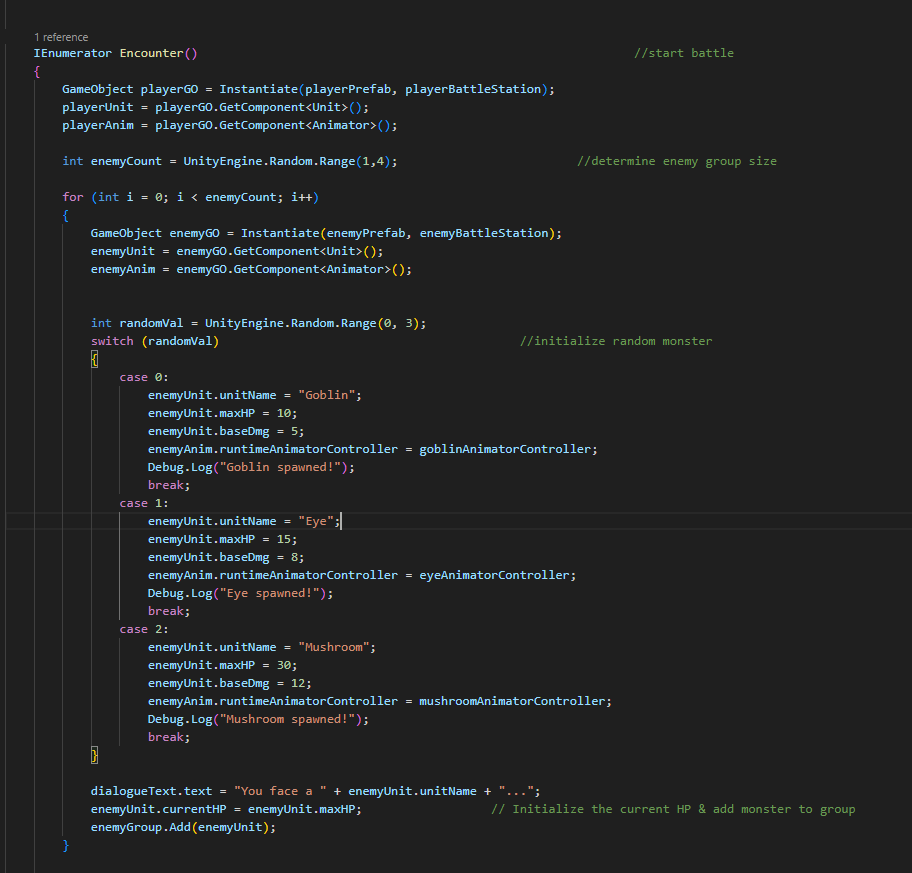 1 reference
IEnumerator Encounter() //start battle
{
GameObject playerGO = Instantiate(playerPrefab, playerBattleStation);
playerUnit = playerGO.GetComponent<Unit>();
playerAnim = playerGO.GetComponent<Animator>();
int enemyCount = UnityEngine.Random.Range(1,4); //determine enemy group size
for (int i = 0; i < enemyCount; i++)
{
GameObject enemyGO = Instantiate(enemyPrefab, enemyBattleStation);
enemyUnit = enemyGO.GetComponent<Unit>();
enemyAnim = enemyGO.GetComponent<Animator>();
int randomVal = UnityEngine.Random.Range(0, 3);
switch (randomVal) //initialize random monster
{
case 0:
enemyUnit.unitName = "Goblin";
enemyUnit.maxHP = 10;
enemyUnit.baseDmg = 5;
enemyAnim.runtimeAnimatorController = goblinAnimatorController;
Debug.Log("Goblin spawned!");
break;
case 1:
enemyUnit.unitName = "Eye";
enemyUnit.maxHP = 15;
enemyUnit.baseDmg = 8;
enemyAnim.runtimeAnimatorController = eyeAnimatorController;
Debug.Log("Eye spawned!");
break;
case 2:
enemyUnit.unitName = "Mushroom";
enemyUnit.maxHP = 30;
enemyUnit.baseDmg = 12;
enemyAnim.runtimeAnimatorController = mushroomAnimatorController;
Debug.Log("Mushroom spawned!");
break;
}
dialogueText.text = "You face a " + enemyUnit.unitName + "...";
enemyUnit.currentHP = enemyUnit.maxHP; // Initialize the current HP & add monster to group
enemyGroup.Add(enemyUnit);
}